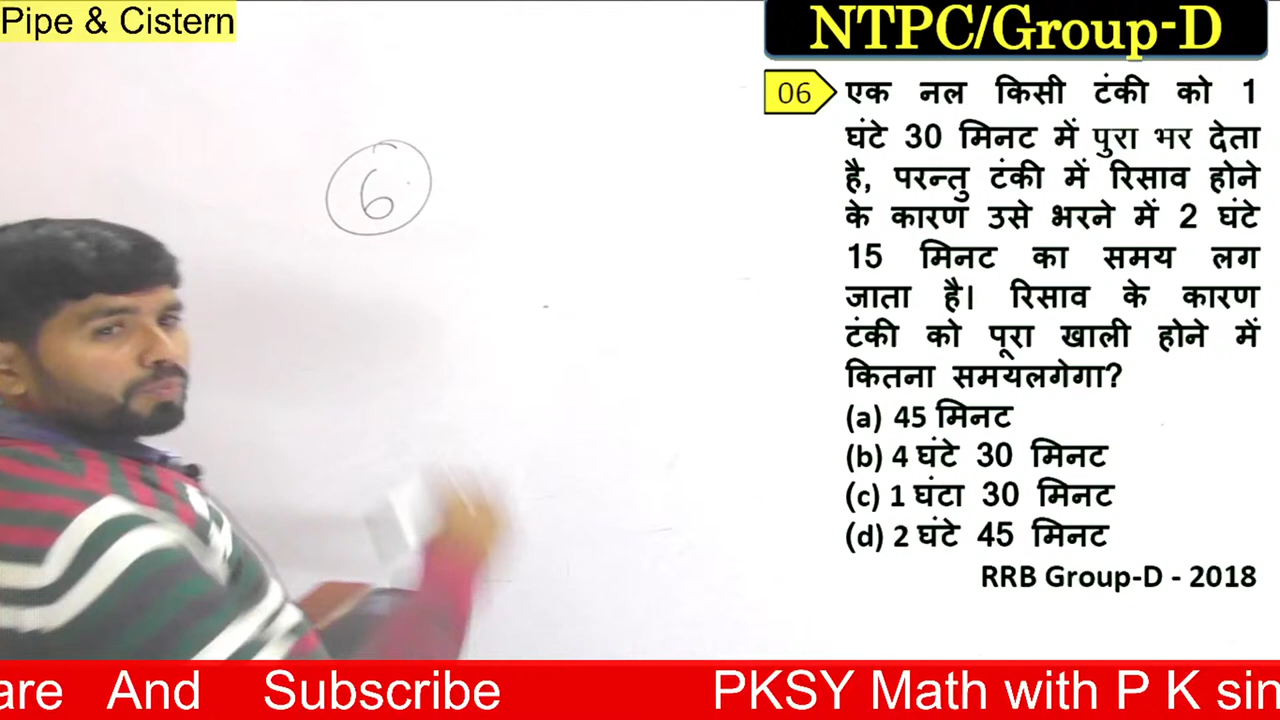 Pipe & Cistern
NTPC/Group-D
06
एक नल किसी टंकी को 1
घंटे 30 मिनट में पुरा भर देता
है, परन्तु टंकी में रिसाव होने
के कारण उसे भरने में 2 घंटे
15 मिनट का समय लग
जाता है। रिसाव के कारण
टंकी को पूरा खाली होने में
कितना समयलगेगा?
(a) 45 मिनट
(b) 4 घंटे 30 मिनट
(c) 1 घंटा 30 मिनट
(d) 2 घंटे 45 मिनट
RRB Group-D - 2018
6
are And Subscribe PKSY Math with P K sin